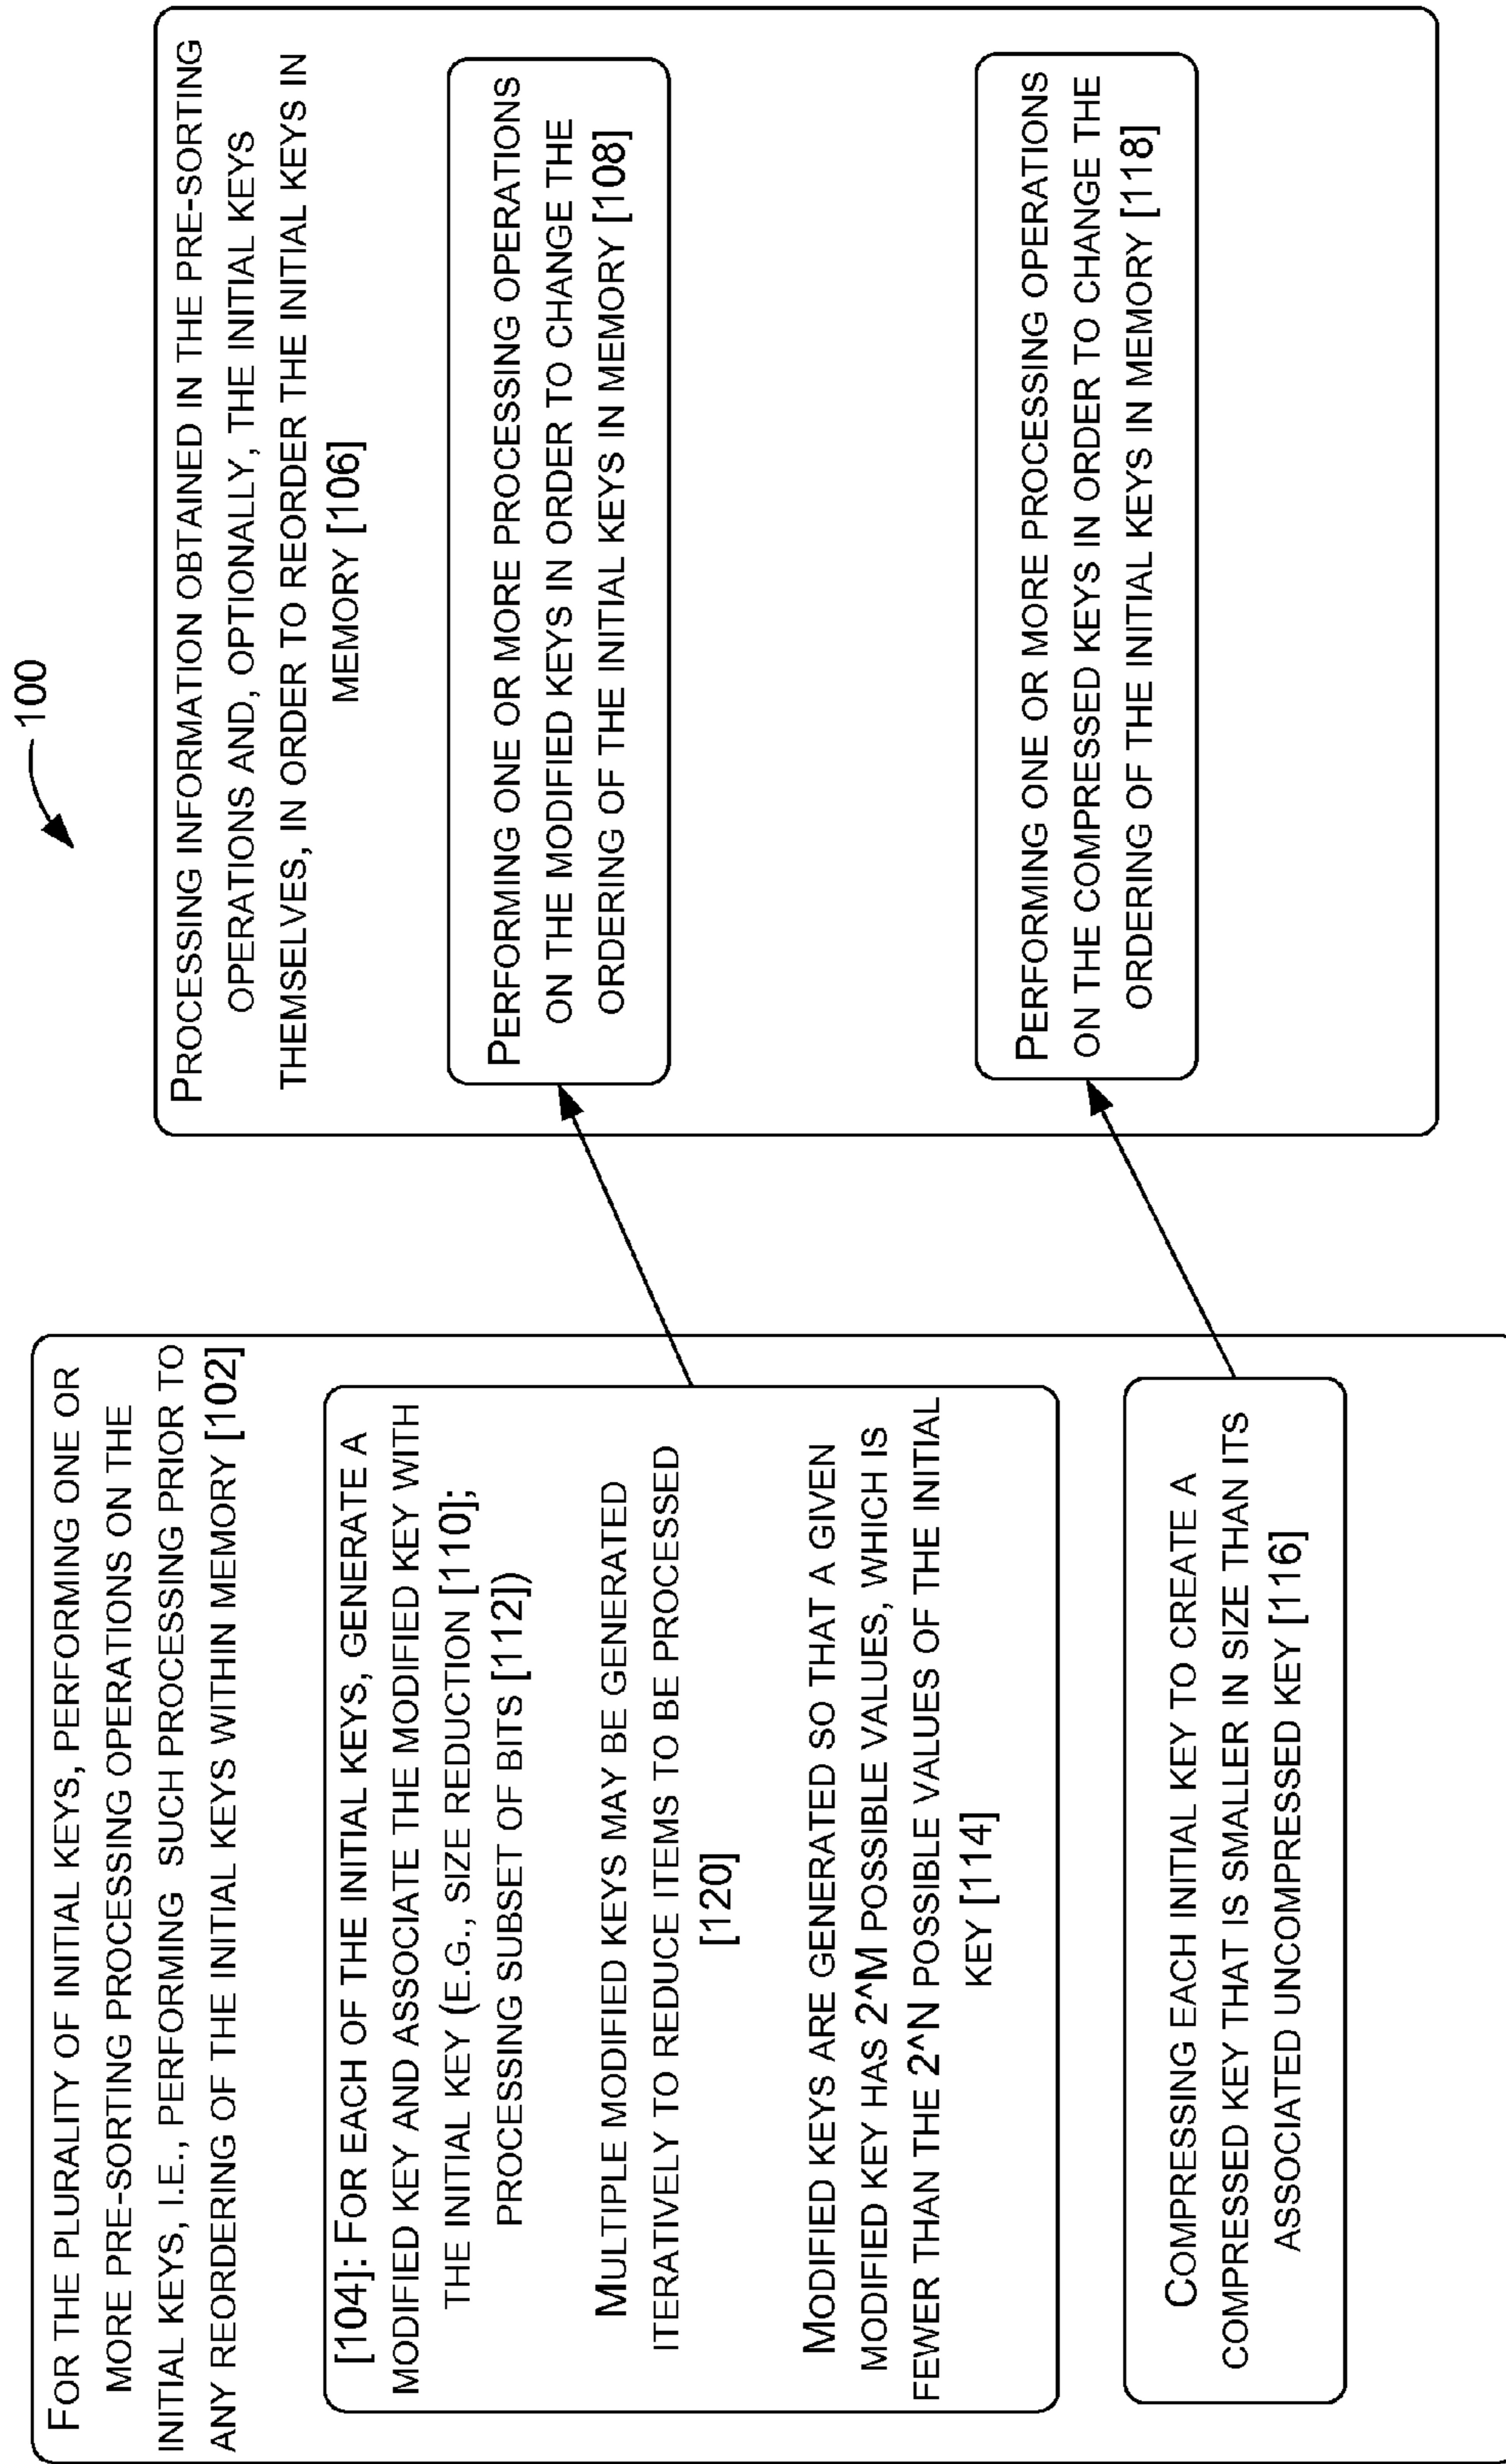 100
FOR THE PLURALITY OF INITIAL KEYS, PERFORMING ONE OR
MORE PRE-SORTING PROCESSING OPERATIONS ON THE
INITIAL KEYS, I.E., PERFORMING SUCH PROCESSING PRIOR TO
ANY REORDERING OF THE INITIAL KEYS WITHIN MEMORY [102]
[104]: FOR EACH OF THE INITIAL KEYS, GENERATE A
MODIFIED KEY AND ASSOCIATE THE MODIFIED KEY WITH
THE INITIAL KEY (E.G., SIZE REDUCTION [110];
PROCESSING SUBSET OF BITS [112])
MULTIPLE MODIFIED KEYS MAY BE GENERATED
ITERATIVELY TO REDUCE ITEMS TO BE PROCESSED
[120]
MODIFIED KEYS ARE GENERATED SO THAT A GIVEN
MODIFIED KEY HAS 2^M POSSIBLE VALUES, WHICH IS
FEWER THAN THE 2^N POSSIBLE VALUES OF THE INITIAL
KEY [114]
COMPRESSING EACH INITIAL KEY TO CREATE A
COMPRESSED KEY THAT IS SMALLER IN SIZE THAN ITS
ASSOCIATED UNCOMPRESSED KEY [116]
PROCESSING INFORMATION OBTAINED IN THE PRE-SORTING
OPERATIONS AND, OPTIONALLY, THE INITIAL KEYS
THEMSELVES, IN ORDER TO REORDER THE INITIAL KEYS IN
MEMORY [106]
PERFORMING ONE OR MORE PROCESSING OPERATIONS
ON THE MODIFIED KEYS IN ORDER TO CHANGE THE
ORDERING OF THE INITIAL KEYS IN MEMORY [108]
PERFORMING ONE OR MORE PROCESSING OPERATIONS
ON THE COMPRESSED KEYS IN ORDER TO CHANGE THE
ORDERING OF THE INITIAL KEYS IN MEMORY [118]